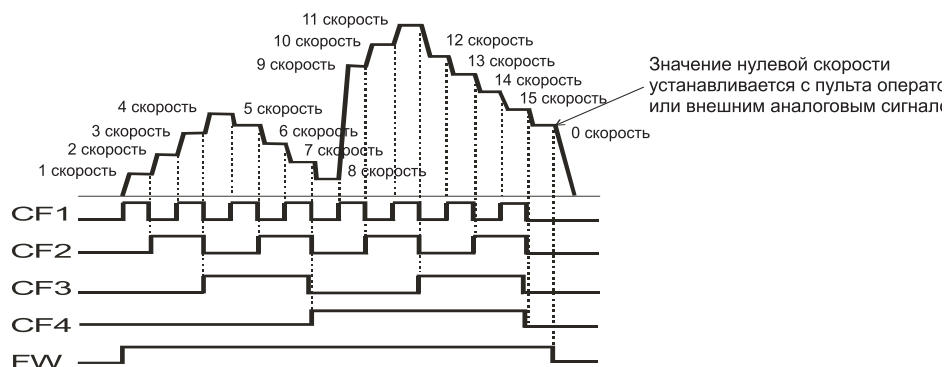 11 скорость
10 скорость
9 скорость
12 скорость
13 скорость
14 скорость
15 скорость
Значение нулевой скорости
устанавливается с пульта
или внешним аналоговым
0 скорость
4 скорость
3 скорость
2 скорость
1 скорость
5 скорость
6 скорость
7 скорость
8 скорость
CF1
CF2
CF3
CF4
FW